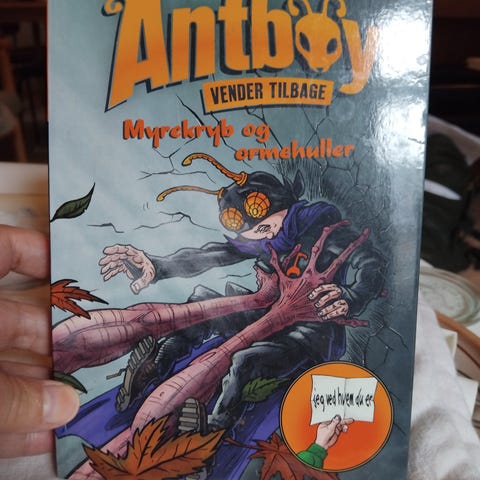 Antboy
VENDER TILBAGE
Myrekryb og
ormehuller
jeg ved hvem du er